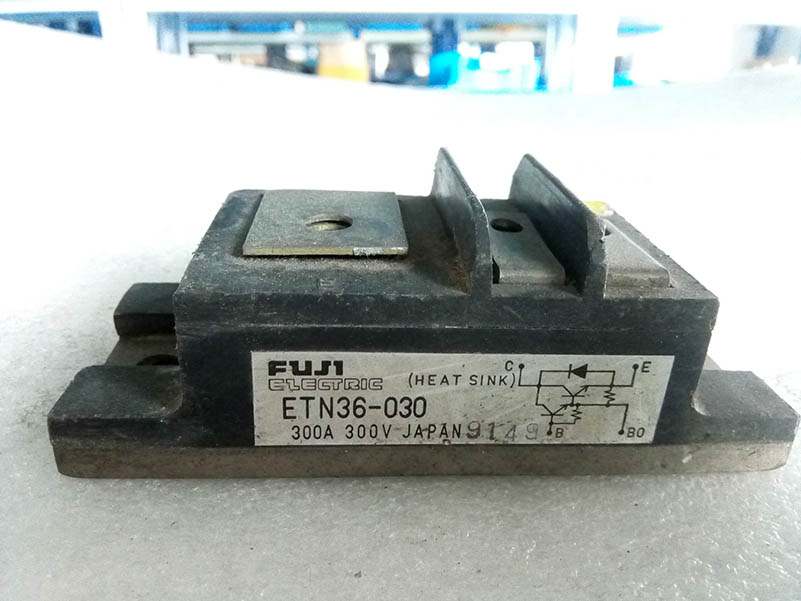 FUJI
ELECTRIC
(HEAT SINK)
ETN36-030
300A 300V JAPAN 9149
C
E
B
BO